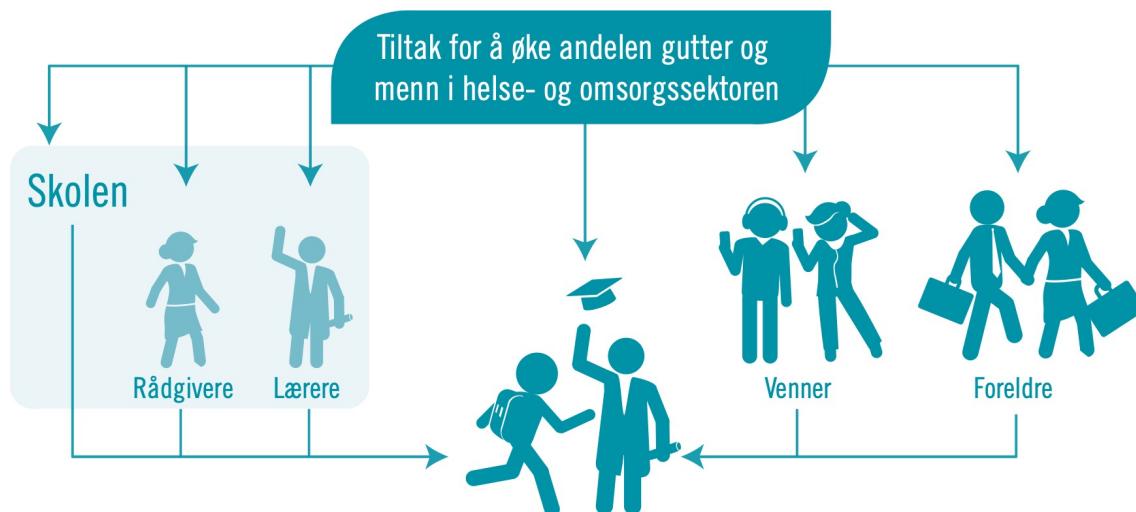 Tiltak for å øke andelen gutter og
menn i helse- og omsorgssektoren
Skolen
Rådgivere
Lærere
Venner
Foreldre